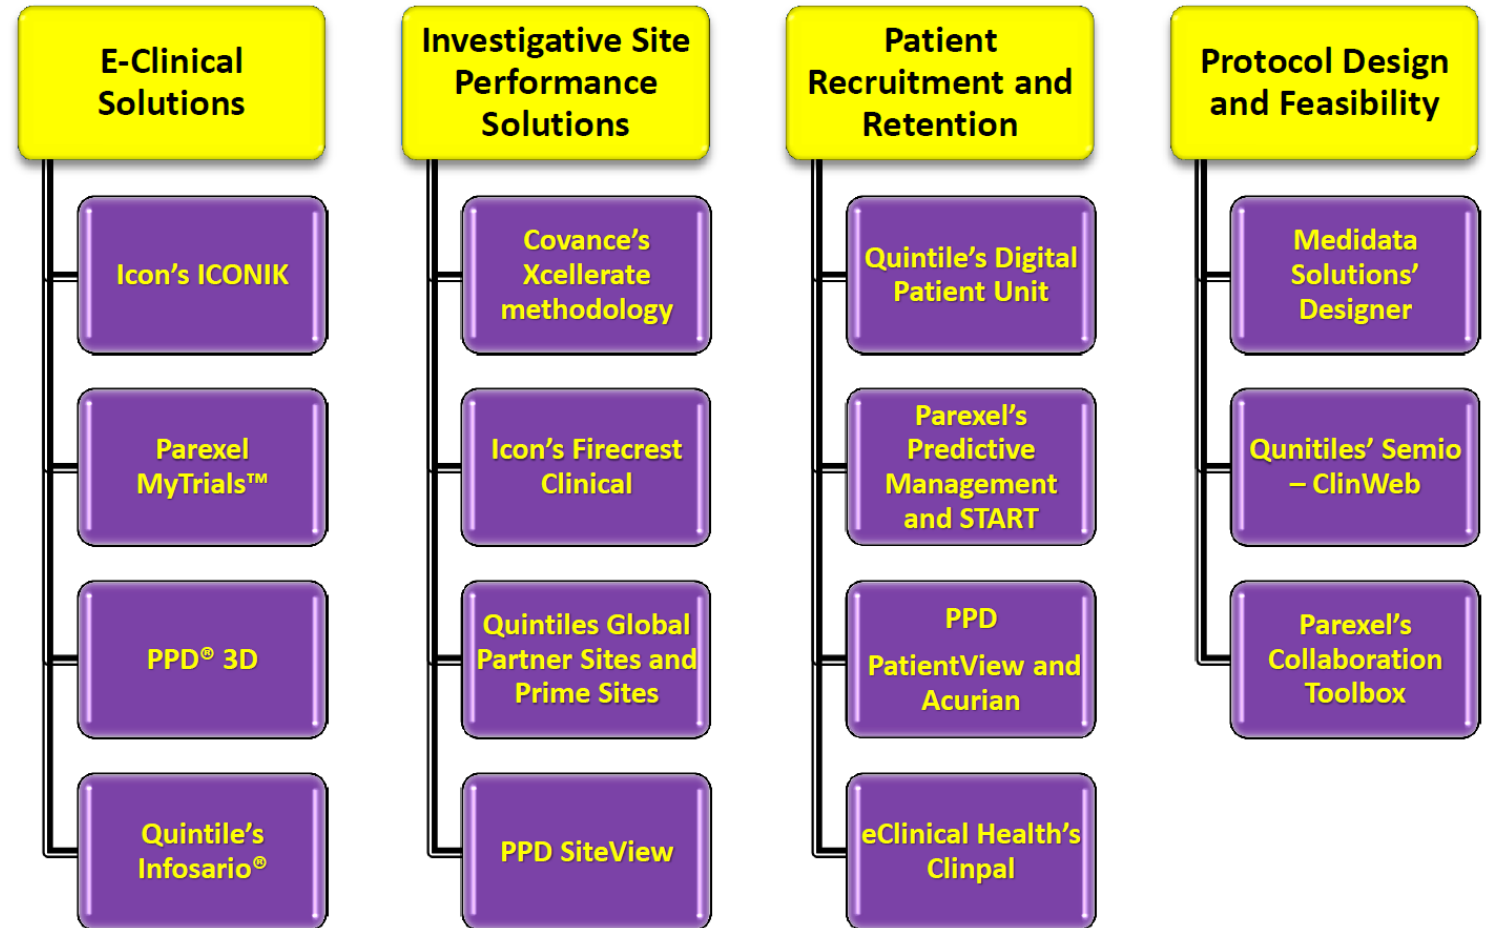 E-Clinical
Solutions
Icon’s ICONIK
Parexel
MyTrials™
PPD® 3D
Quintile’s
Infosario®
Investigative Site
Performance
Solutions
Covance’s
Xcellerate
methodology
Icon’s Firecrest
Clinical
Quintiles Global
Partner Sites and
Prime Sites
PPD SiteView
Patient
Recruitment and
Retention
Quintile’s Digital
Patient Unit
Parexel’s
Predictive
Management
and START
PPD
PatientView and
Acurian
eClinical Health’s
Clinpal
Protocol Design
and Feasibility
Medidata
Solutions’
Designer
Qunitiles’ Semio
– ClinWeb
Parexel’s
Collaboration
Toolbox